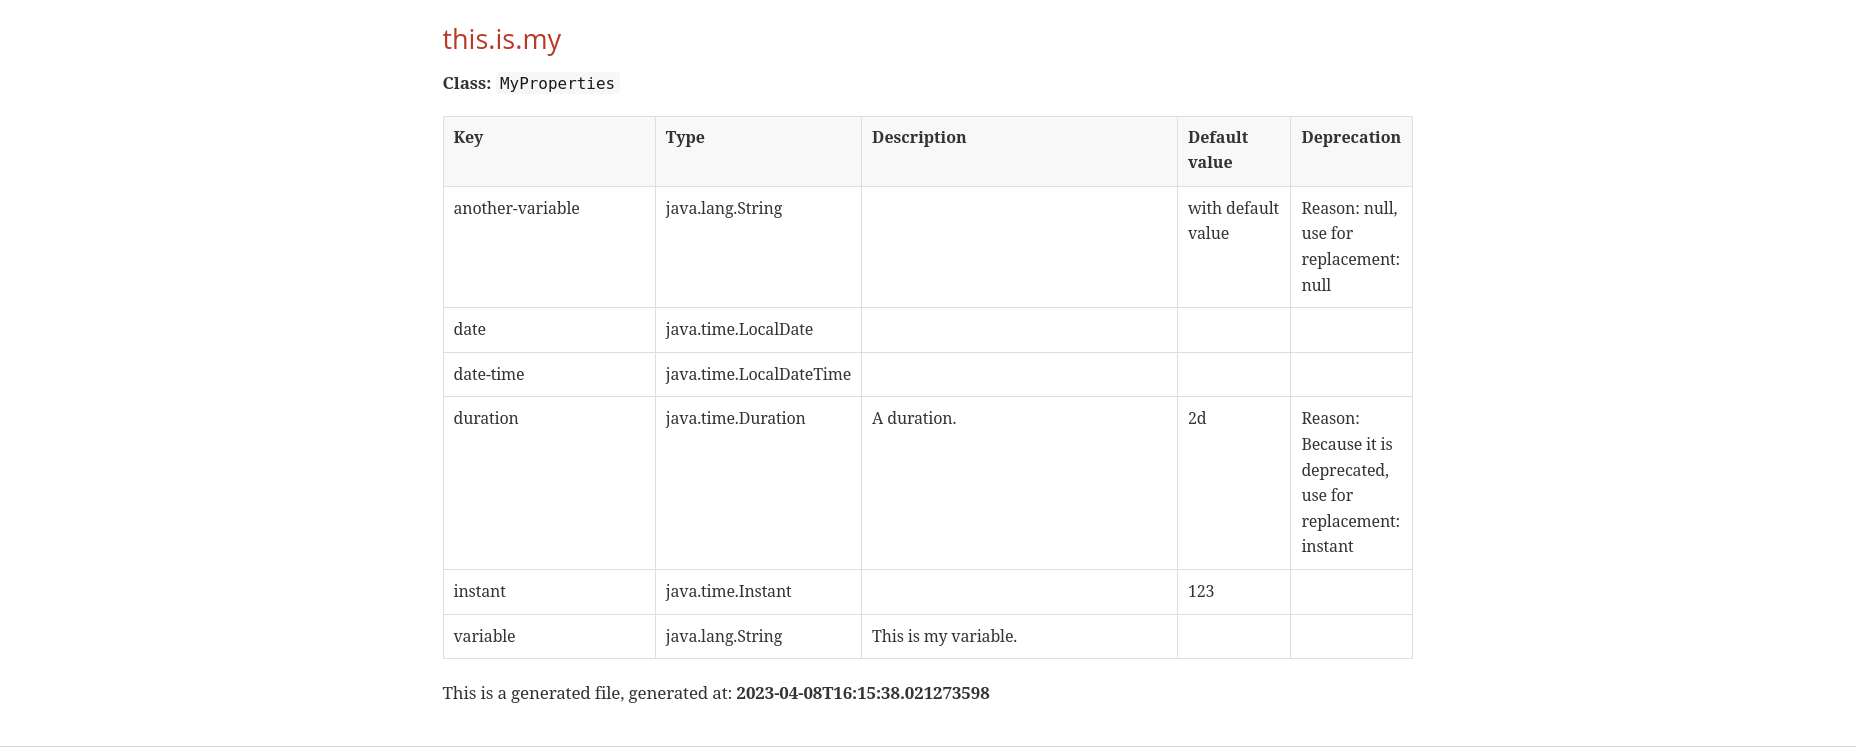 this.is.my
Class: MyProperties
Key Type Description Default value Deprecation
another-variable java.lang.String with default value Reason: null, use for replacement: null
date java.time.LocalDate
date-time java.time.LocalDateTime
duration java.time.Duration A duration. 2d Reason: Because it is deprecated, use for replacement: instant
instant java.time.Instant 123
variable java.lang.String This is my variable.
This is a generated file, generated at: 2023-04-08T16:15:38.021273598